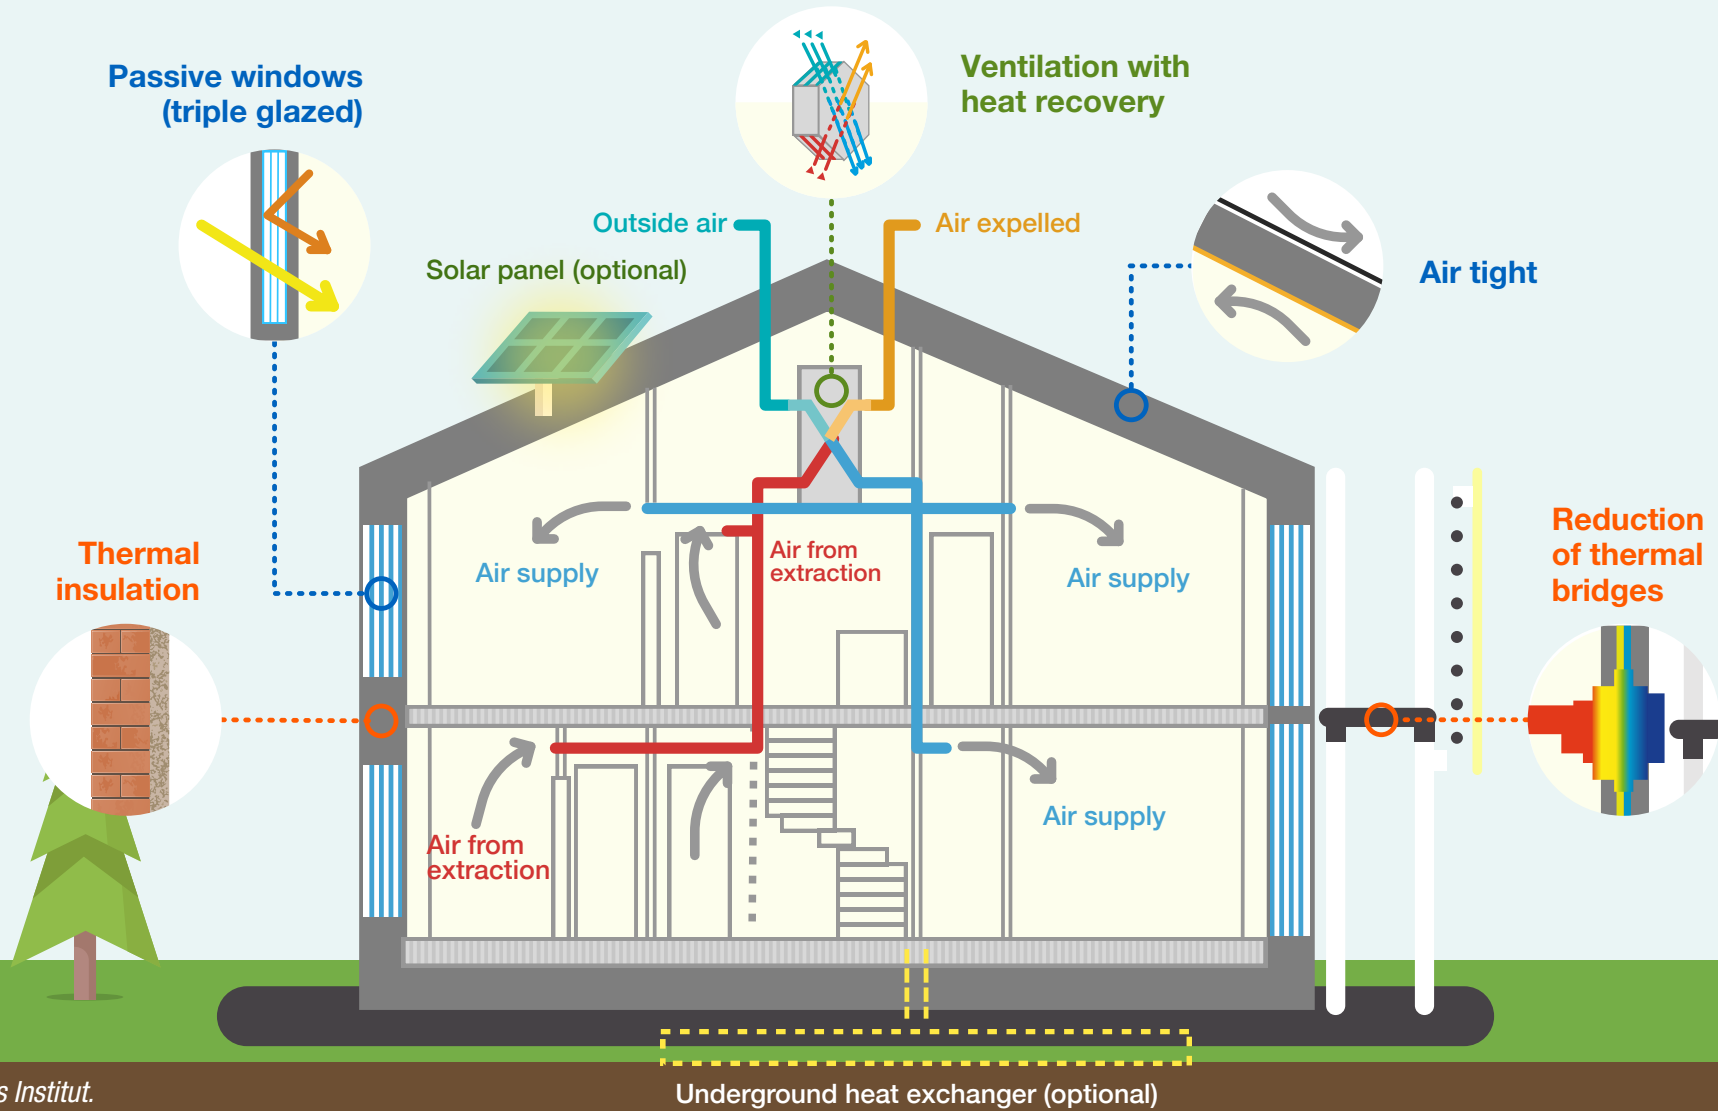 Passive windows
(triple glazed)
Ventilation with
heat recovery
Outside air
Air expelled
Solar panel (optional)
Air tight
Thermal
insulation
Air supply
Air from
extraction
Air supply
Reduction
of thermal
bridges
Air from
extraction
Air supply
s Institut.
Underground heat exchanger (optional)